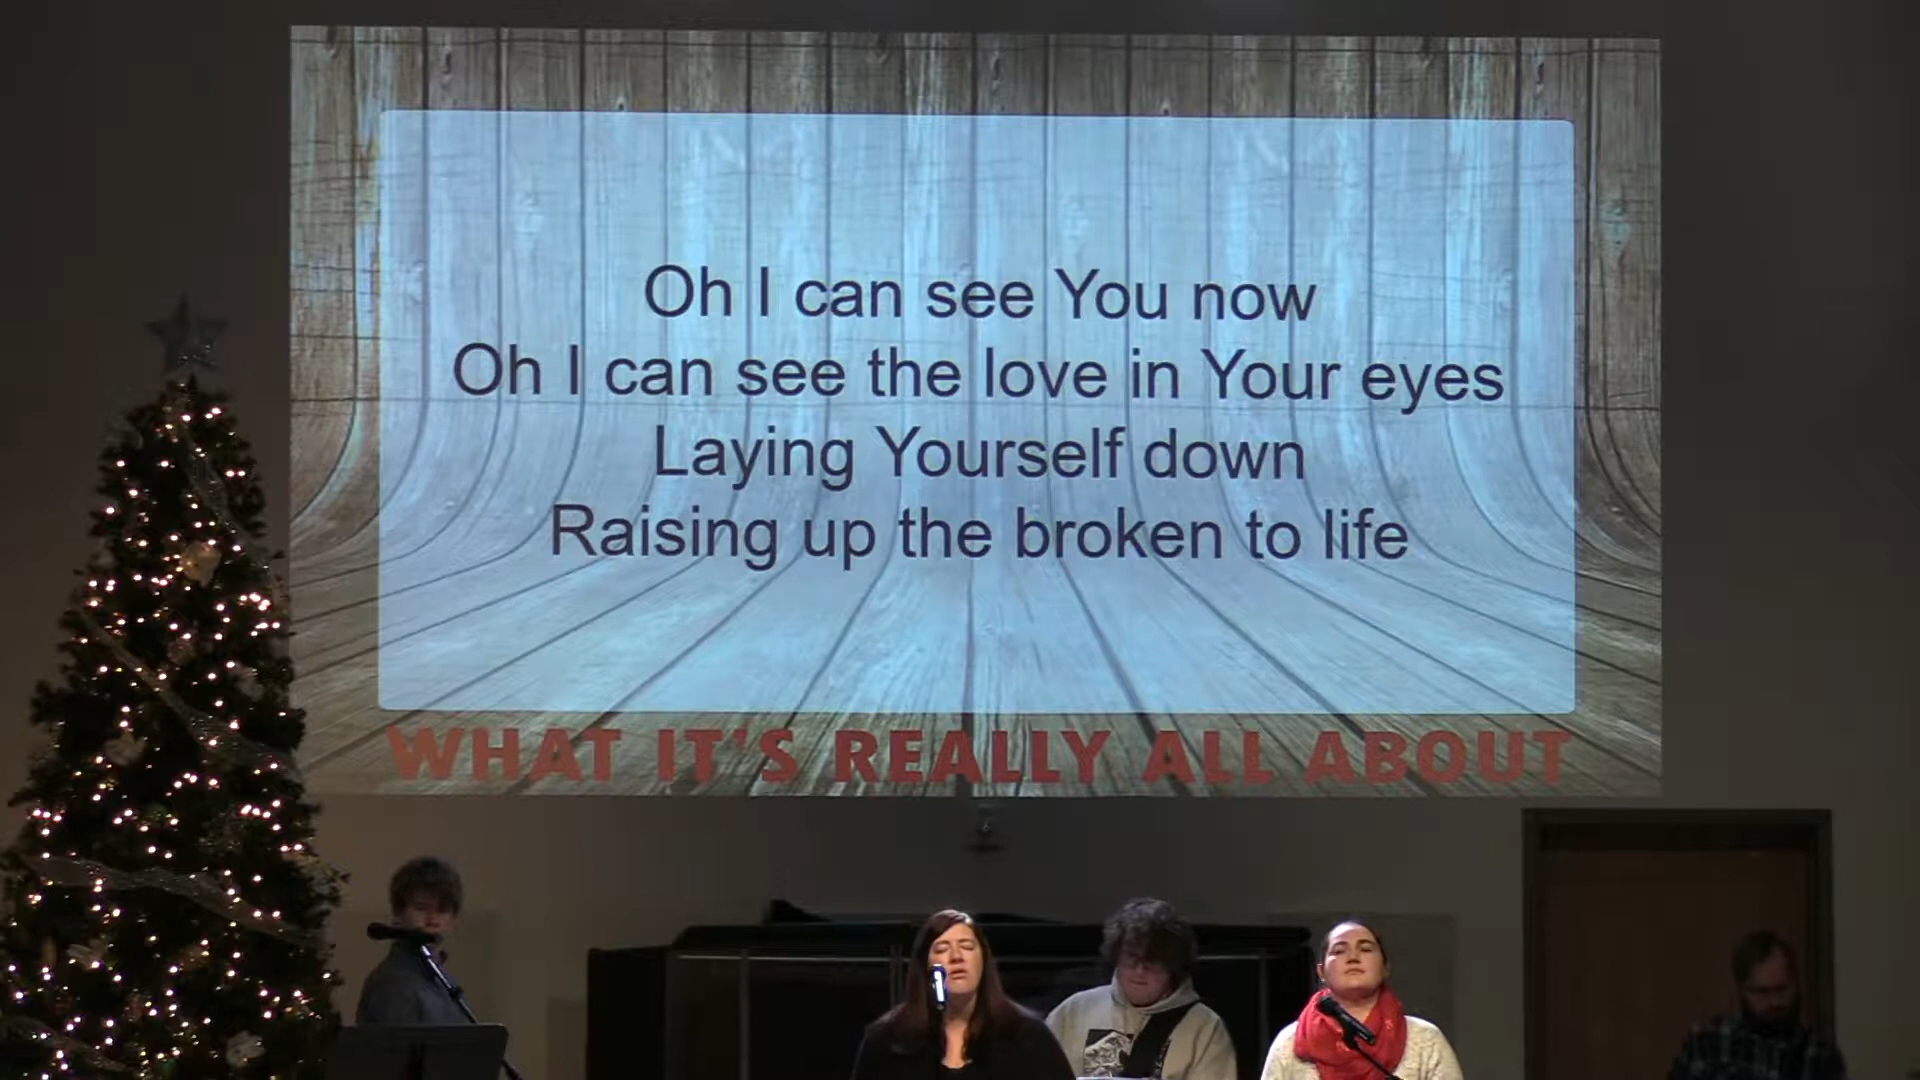 Oh I can see You now
Oh I can see the love in Your eyes
Laying Yourself down
Raising up the broken to life
WHAT IT'S REALLY ALL ABOUT